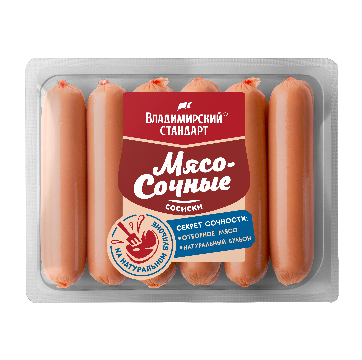 ВЛАДИМИРСКИЙ
СТАНДАРТ
Мясо-
Сочные
СОСИСКИ
СЕКРЕТ СОЧНОСТИ:
• ОТБОРНОЕ МЯСО
• НАТУРАЛЬНЫЙ БУЛЬОН
НА НАТУРАЛЬНОМ БУЛЬОНЕ